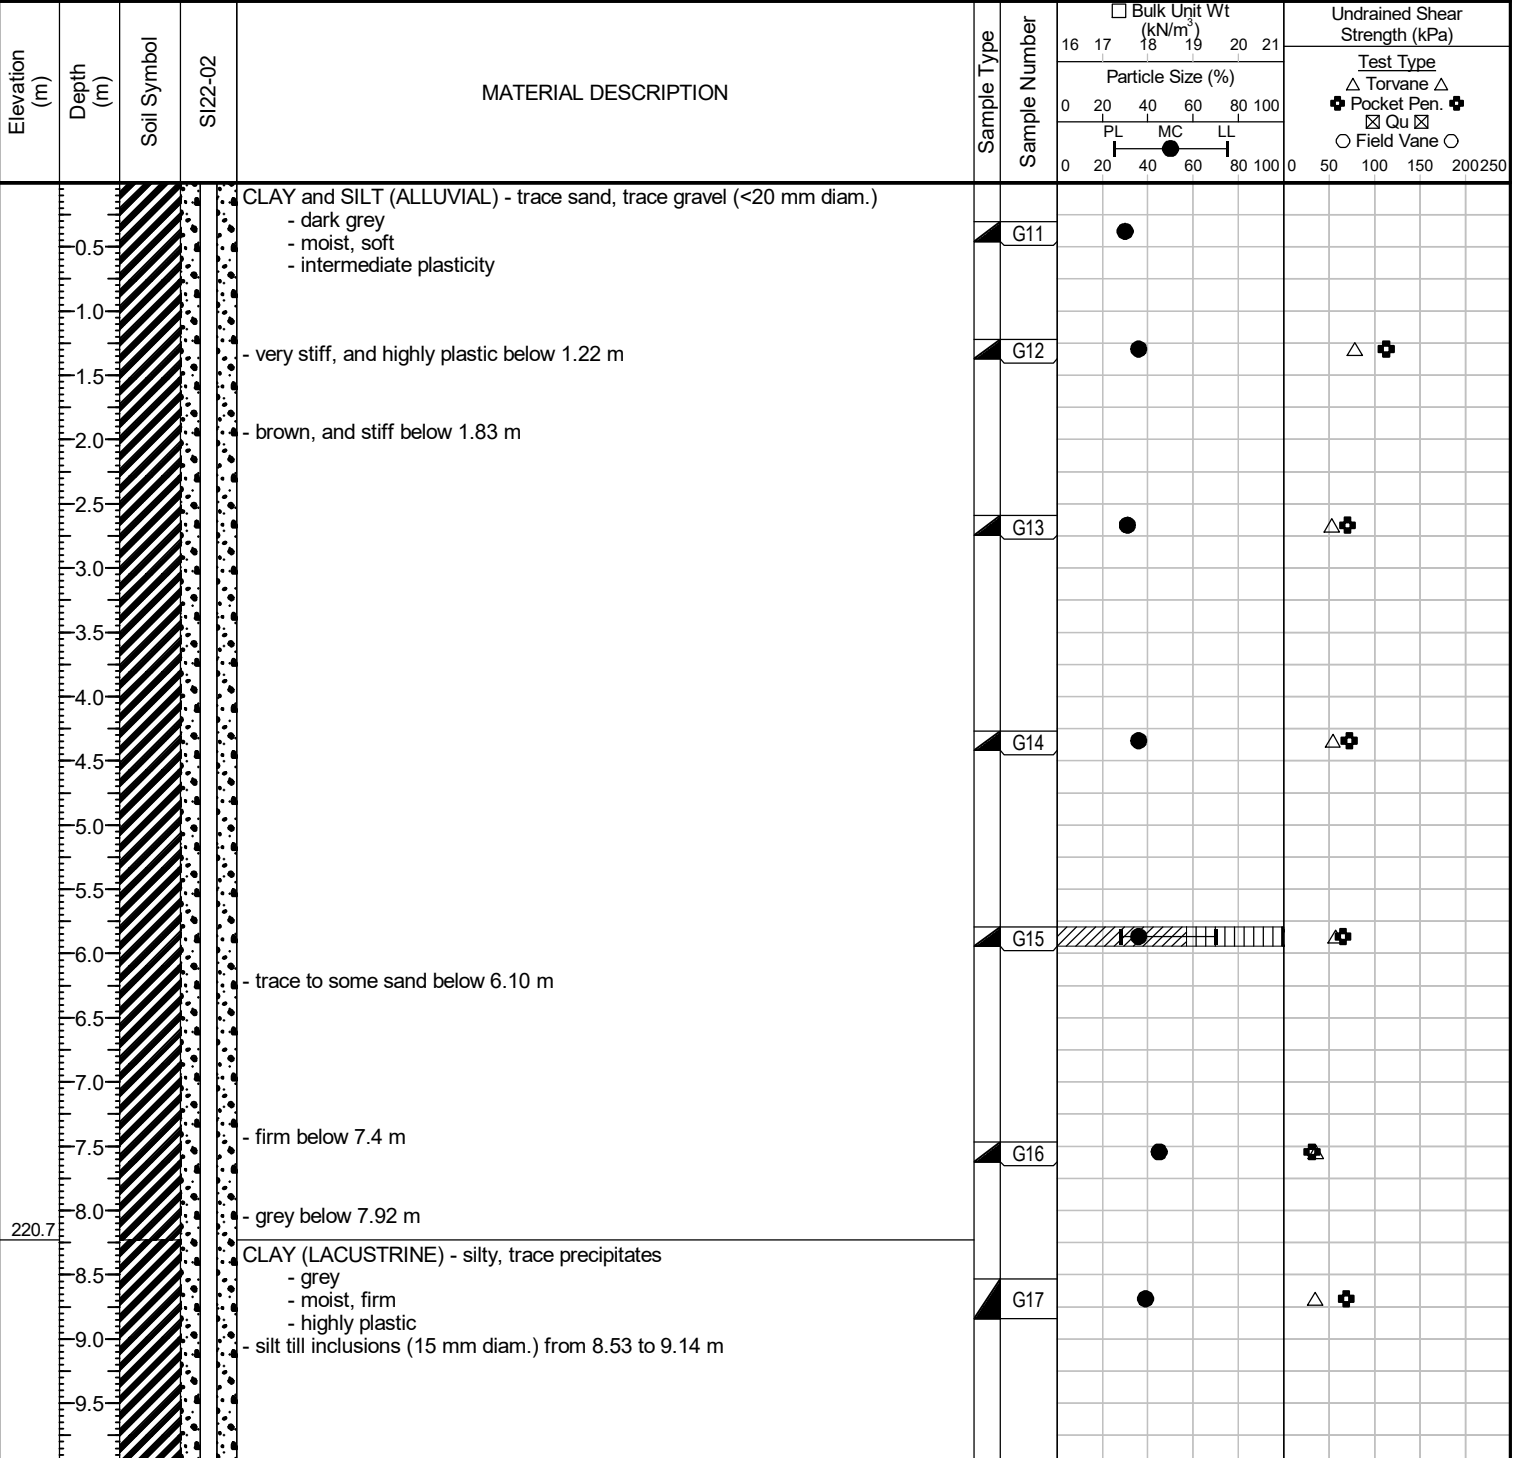 Elevation
(m)
Depth
(m)
Soil Symbol
SI22-02
MATERIAL DESCRIPTION
Sample Type
Sample Number
Bulk Unit Wt
(kN/m³)
16 17 18 19 20 21
Particle Size (%)
0 20 40 60 80 100
PL MC LL
0 20 40 60 80 100
Undrained Shear
Strength (kPa)
Test Type
Torvane
Pocket Pen.
Qu
Field Vane
0 50 100 150 200 250
CLAY and SILT (ALLUVIAL) - trace sand, trace gravel (<20 mm diam.)
- dark grey
G11
- moist, soft
0.5
- intermediate plasticity
1.0
- very stiff, and highly plastic below 1.22 m
G12
1.5
- brown, and stiff below 1.83 m
2.0
2.5
G13
3.0
3.5
4.0
G14
4.5
5.0
5.5
G15
6.0
- trace to some sand below 6.10 m
6.5
7.0
- firm below 7.4 m
7.5
G16
8.0
- grey below 7.92 m
220.7
CLAY (LACUSTRINE) - silty, trace precipitates
8.5
- grey
- moist, firm
G17
- highly plastic
9.0
- silt till inclusions (15 mm diam.) from 8.53 to 9.14 m
9.5